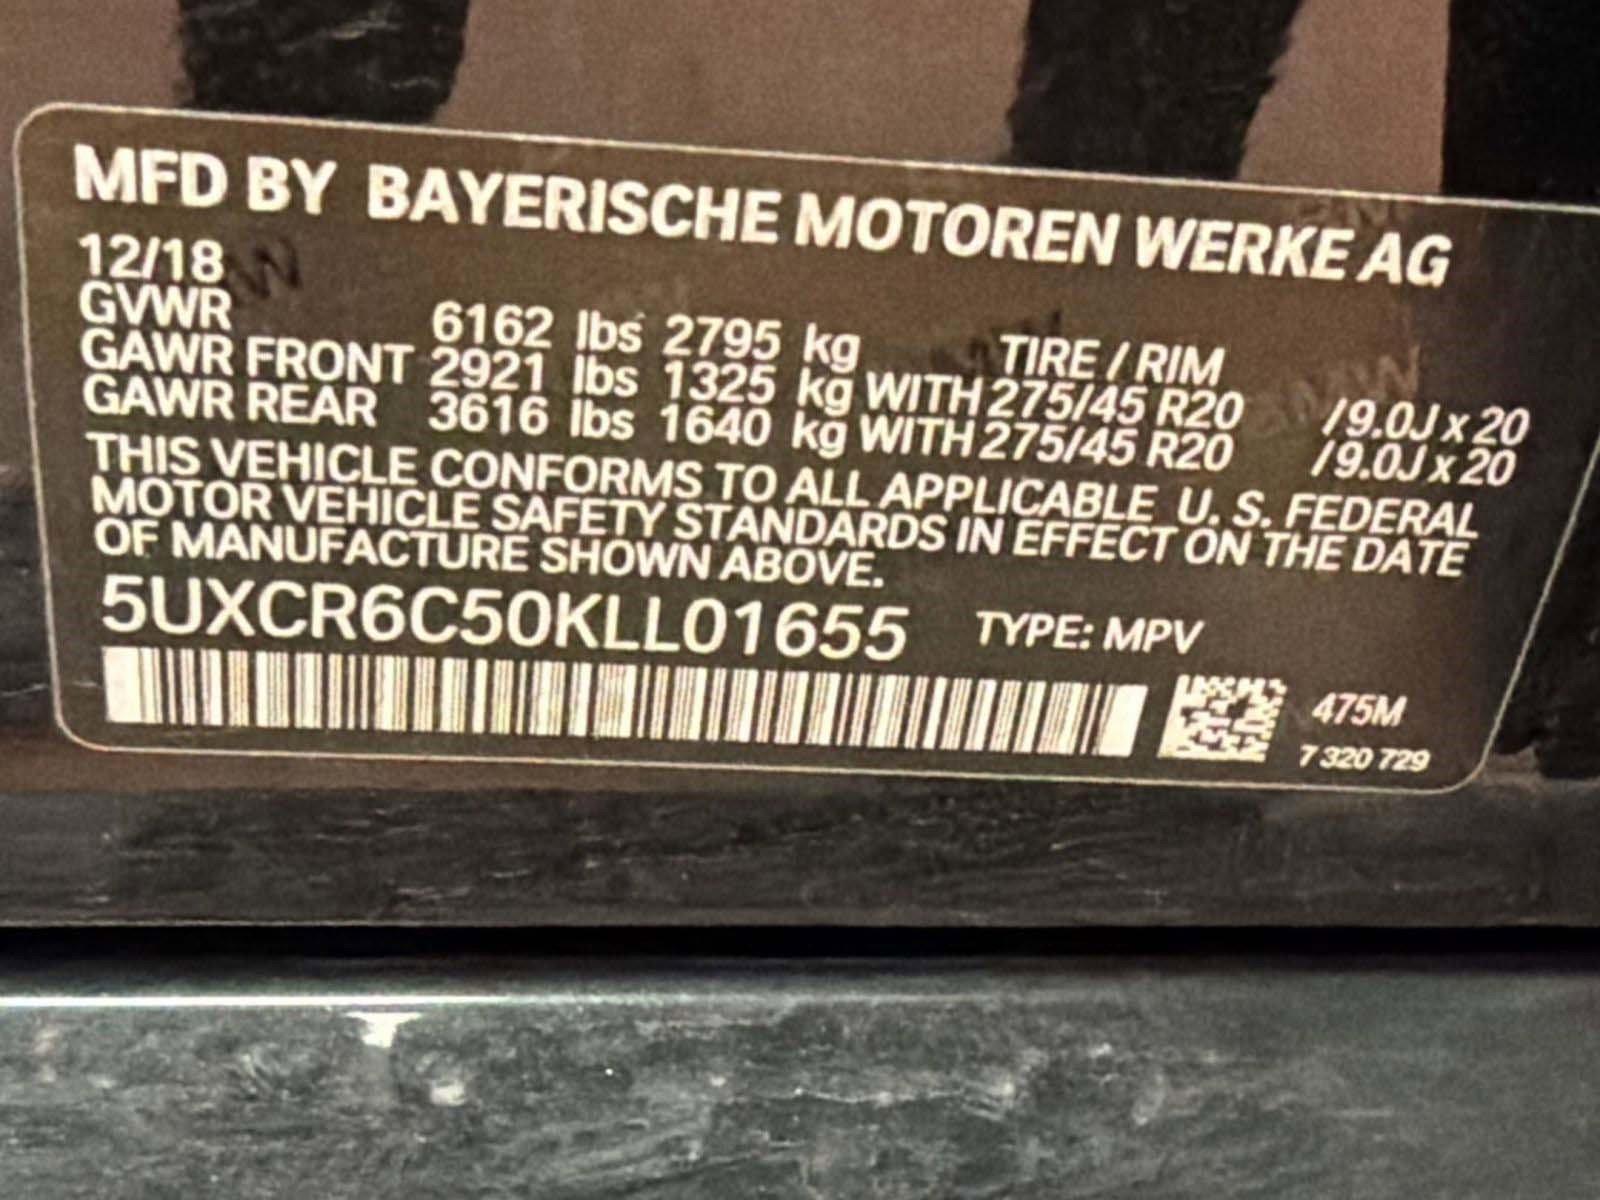 MFD BY BAYERISCHE MOTOREN WERKE AG
12/18
GVWR 6162 lbs 2795 kg TIRE / RIM
GAWR FRONT 2921 lbs 1325 kg WITH 275/45 R20 /9.0J x 20
GAWR REAR 3616 lbs 1640 kg WITH 275/45 R20 /9.0J x 20
THIS VEHICLE CONFORMS TO ALL APPLICABLE U. S. FEDERAL
MOTOR VEHICLE SAFETY STANDARDS IN EFFECT ON THE DATE
OF MANUFACTURE SHOWN ABOVE.
5UXCR6C50KLL01655 TYPE: MPV
475M
7 320 729